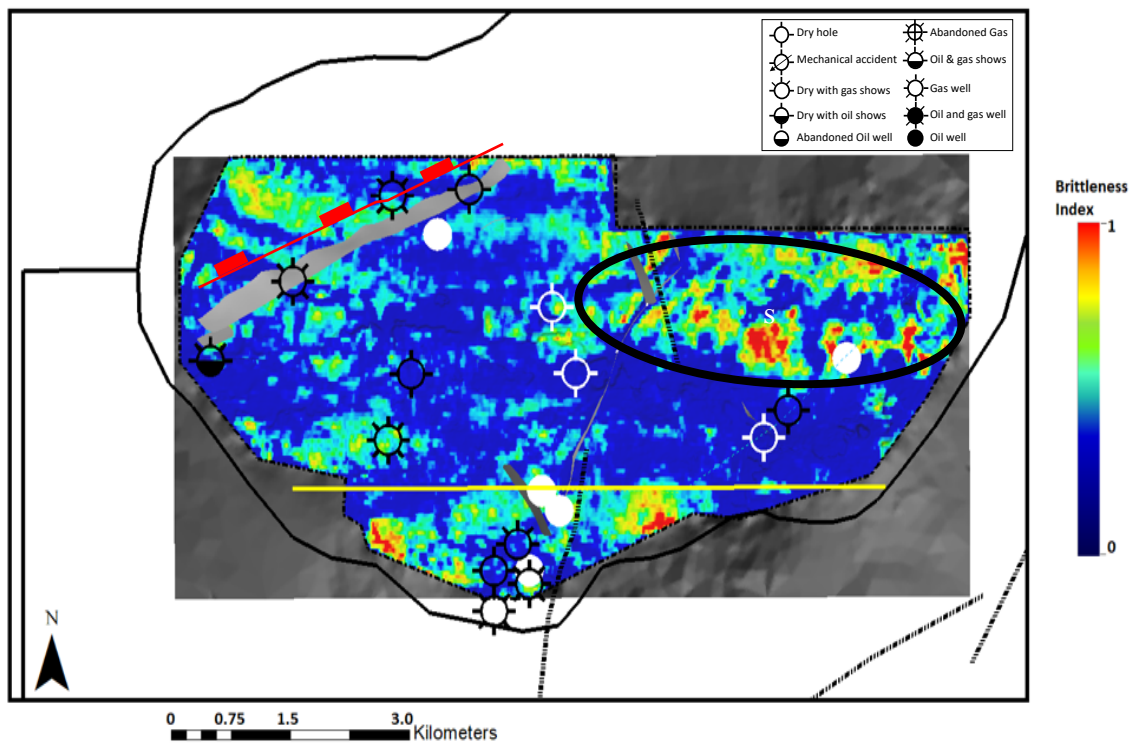 Dry hole
Abandoned Gas
Mechanical accident
Oil & gas shows
Dry with gas shows
Gas well
Dry with oil shows
Oil and gas well
Abandoned Oil well
Oil well
Brittleness
Index
1
0
S
N
0 0.75 1.5 3.0
Kilometers